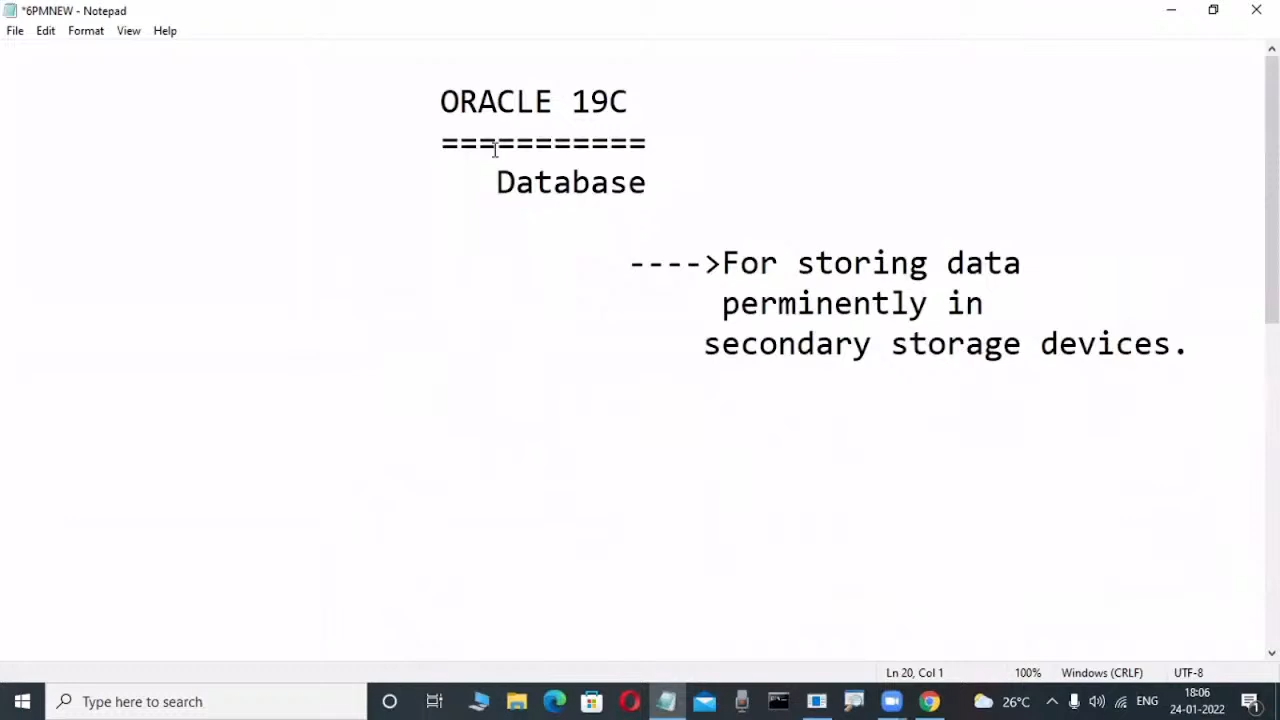 *6PMNEW - Notepad
File Edit Format View Help
ORACLE 19C
===========
Database
---->For storing data
perminently in
secondary storage devices.
Ln 20, Col 1 100% Windows (CRLF) UTF-8
Type here to search
26°C ENG 18:06
24-01-2022
1